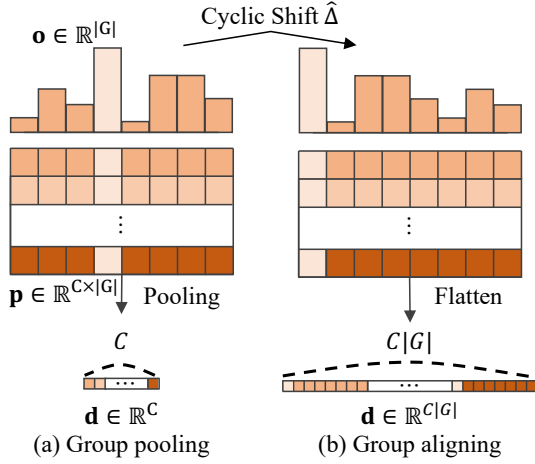 𝐨 ∈ ℝ^|G|
Cyclic Shift Δ̂
⋮
⋮
𝐩 ∈ ℝ^C×|G|
Pooling
Flatten
C
C|G|
⋯
⋯
𝐝 ∈ ℝ^C
𝐝 ∈ ℝ^C|G|
(a) Group pooling
(b) Group aligning